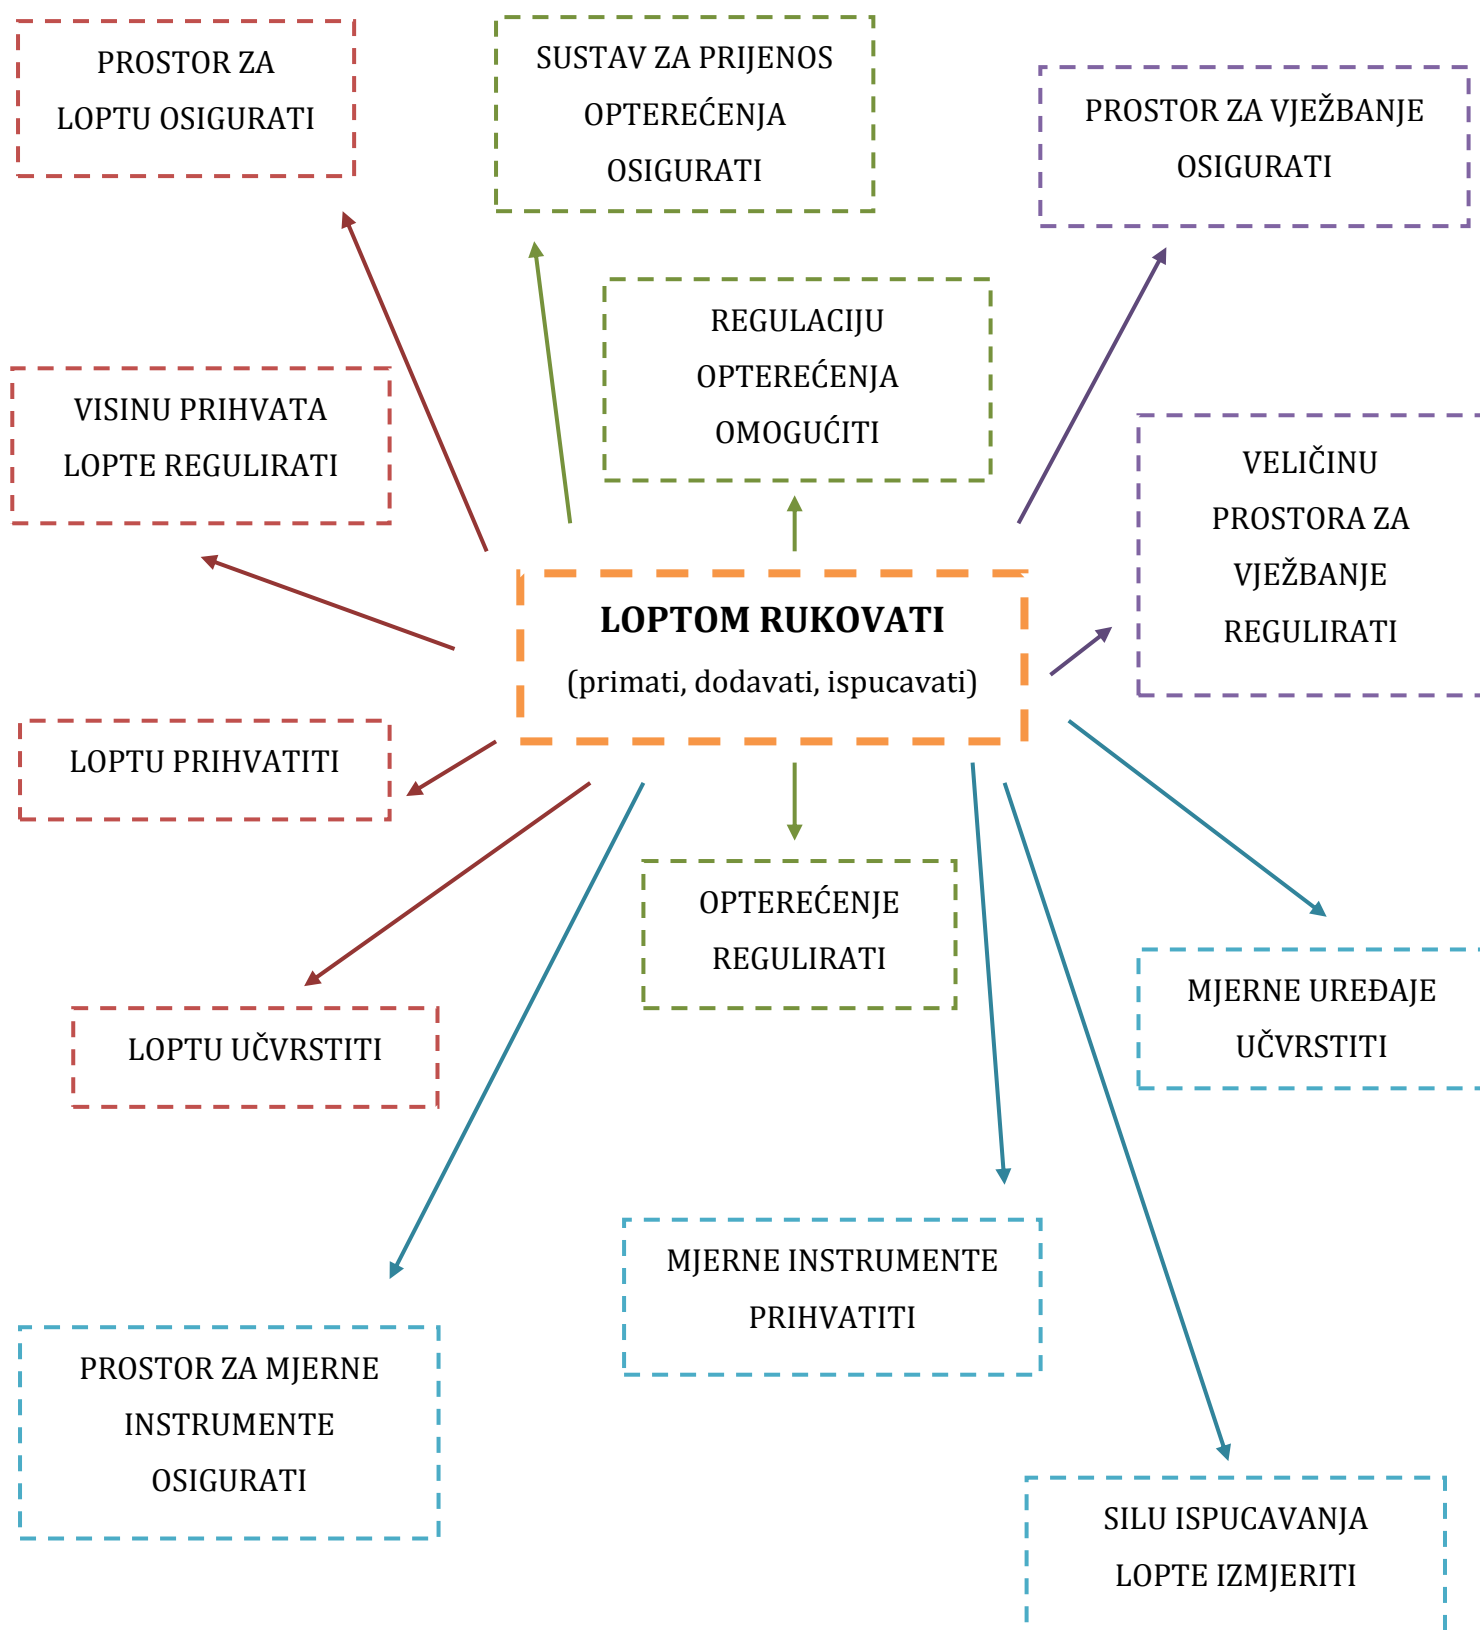 PROSTOR ZA
LOPTU OSIGURATI
SUSTAV ZA PRIJENOS
OPTEREĆENJA
OSIGURATI
PROSTOR ZA VJEŽBANJE
OSIGURATI
REGULACIJU
OPTEREĆENJA
OMOGUĆITI
VISINU PRIHVATA
LOPTE REGULIRATI
VELIČINU
PROSTORA ZA
VJEŽBANJE
REGULIRATI
LOPTOM RUKOVATI
(primati, dodavati, ispucavati)
LOPTU PRIHVATITI
OPTEREĆENJE
REGULIRATI
LOPTU UČVRSTITI
MJERNE UREĐAJE
UČVRSTITI
MJERNE INSTRUMENTE
PRIHVATITI
PROSTOR ZA MJERNE
INSTRUMENTE
OSIGURATI
SILU ISPUCAVANJA
LOPTE IZMJERITI